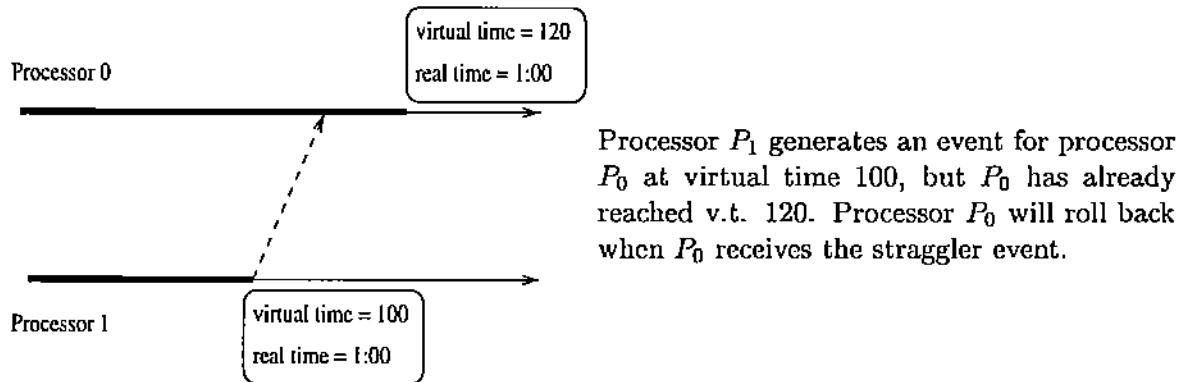 virtual time = 120
real time = 1:00
Processor 0
Processor P₁ generates an event for processor
P₀ at virtual time 100, but P₀ has already
reached v.t. 120. Processor P₀ will roll back
when P₀ receives the straggler event.
virtual time = 100
real time = 1:00
Processor 1